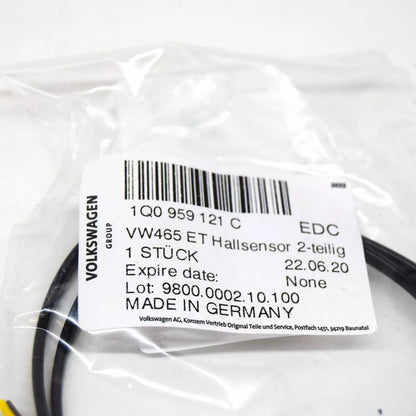 VOLKSWAGEN
GROUP
1Q0 959 121 C
EDC
VW465 ET Hallsensor 2-teilig
1 STÜCK
22.06.20
Expire date:
None
Lot: 9800.0002.10.100
MADE IN GERMANY
Volkswagen AG, Konzern Vertrieb Original Teile und Service, Postfach 1451, 34219 Baunatal